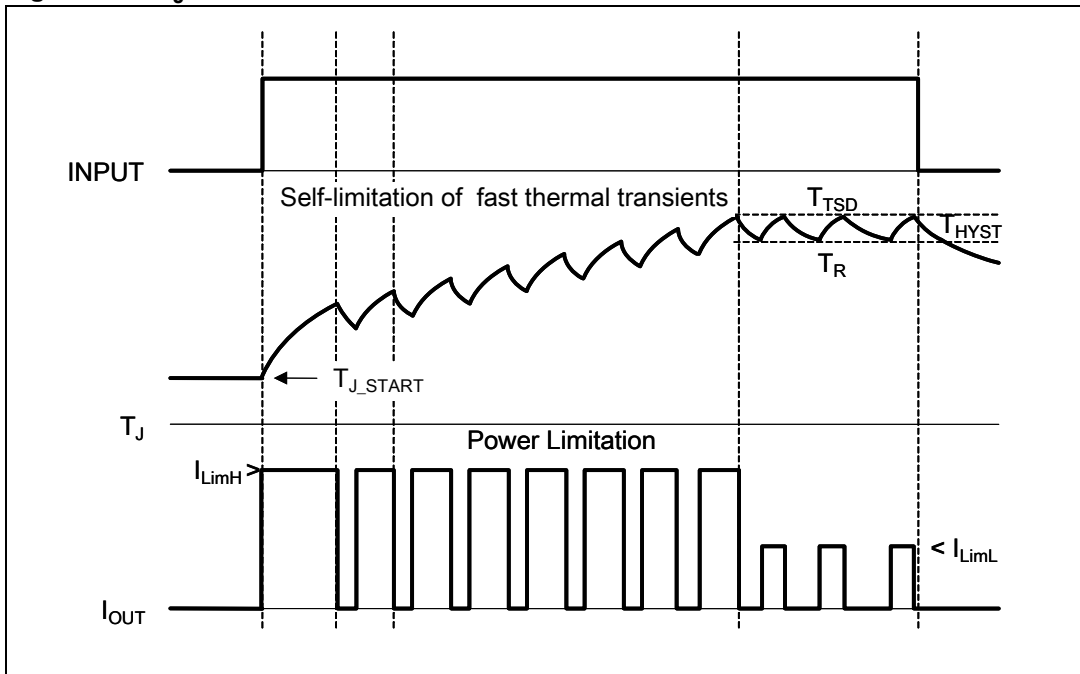 INPUT
Self-limitation of fast thermal transients
T_TSD
T_HYST
T_R
T_J_START
T_J
Power Limitation
I_LimH >
< I_LimL
I_OUT